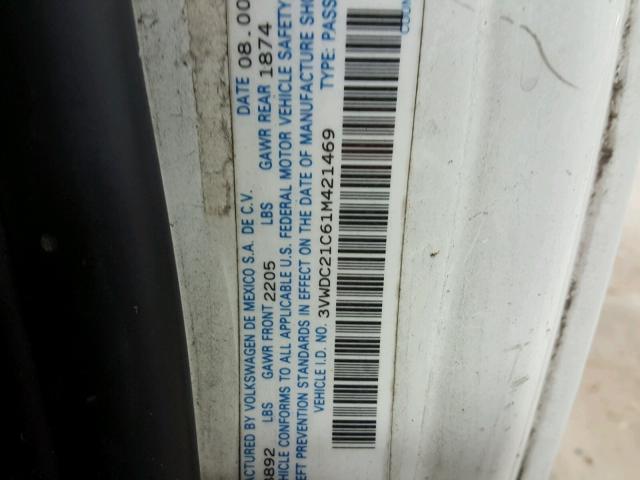 ACTURED BY VOLKSWAGEN DE MEXICO S.A. DE C.V. DATE 08.00
3892 LBS GAWR FRONT 2205 LBS GAWR REAR 1874
HICLE CONFORMS TO ALL APPLICABLE U.S. FEDERAL MOTOR VEHICLE SAFETY
EFT PREVENTION STANDARDS IN EFFECT ON THE DATE OF MANUFACTURE SHO
VEHICLE I.D. NO. 3VWDC21C61M421469 TYPE: PASS